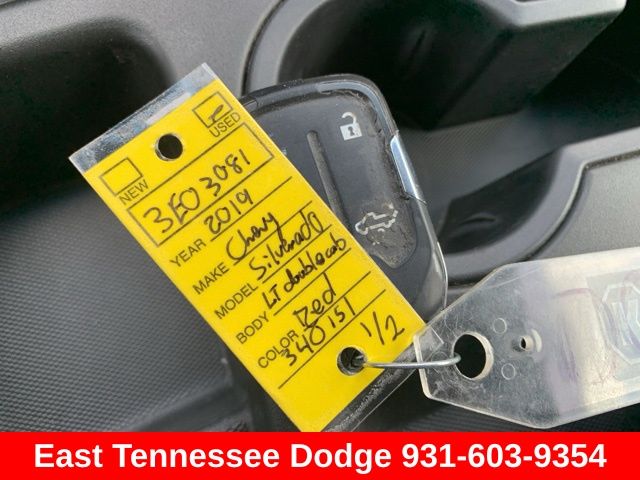 NEW USED
3E03081
YEAR 2019
MAKE Chevy
MODEL Silverado
BODY LT double cab
COLOR Red
340151
1/2
East Tennessee Dodge 931-603-9354